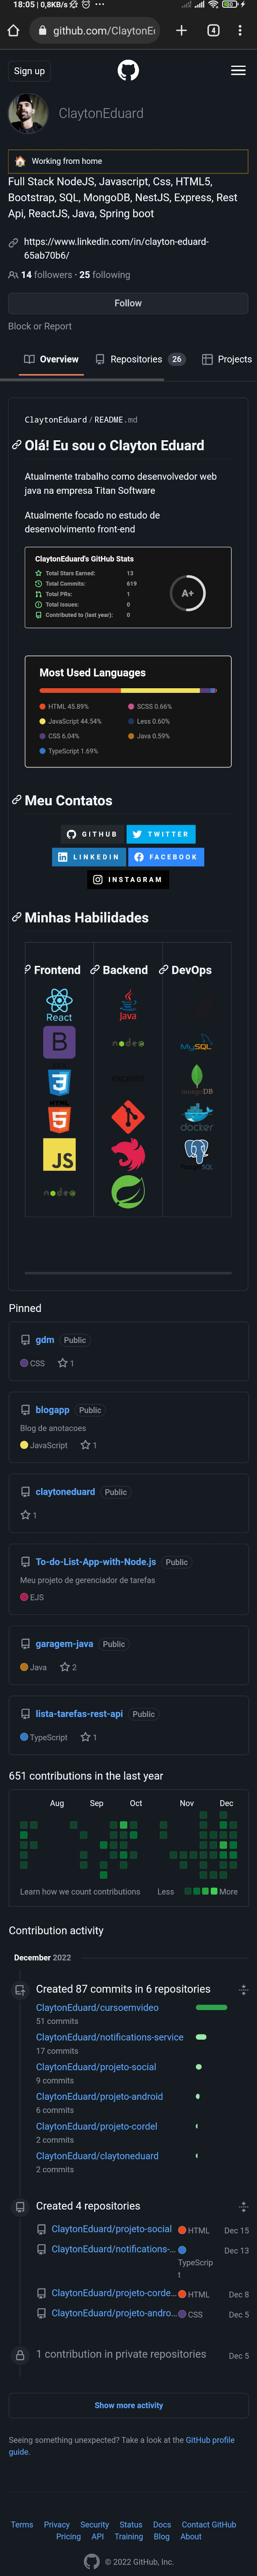 18:05 | 0,8KB/s
github.com/ClaytonEd
4
Sign up
ClaytonEduard
Working from home
Full Stack NodeJS, Javascript, Css, HTML5,
Bootstrap, SQL, MongoDB, NestJS, Express, Rest
Api, ReactJS, Java, Spring boot
https://www.linkedin.com/in/clayton-eduard-
65ab70b6/
14 followers · 25 following
Follow
Block or Report
Overview
Repositories 26
Projects
ClaytonEduard/README.md
Olá! Eu sou o Clayton Eduard
Atualmente trabalho como desenvolvedor web
java na empresa Titan Software
Atualmente focado no estudo de
desenvolvimento front-end
ClaytonEduard's GitHub Stats
Total Stars Earned: 13
Total Commits: 619
Total PRs: 1
Total Issues: 0
Contributed to (last year): 0
A+
Most Used Languages
HTML 45.89%
SCSS 0.66%
JavaScript 44.54%
Less 0.60%
CSS 6.04%
Java 0.59%
TypeScript 1.69%
Meu Contatos
GITHUB
TWITTER
LINKEDIN
FACEBOOK
INSTAGRAM
Minhas Habilidades
Frontend
Backend
DevOps
React
Java
B
node
MySQL
3
express
mongoDB
HTML
5
docker
JS
PostgreSQL
node
Pinned
gdm Public
CSS 1
blogapp Public
Blog de anotacoes
JavaScript 1
claytoneduard Public
1
To-do-List-App-with-Node.js Public
Meu projeto de gerenciador de tarefas
EJS
garagem-java Public
Java 2
lista-tarefas-rest-api Public
TypeScript 1
651 contributions in the last year
Aug Sep Oct Nov Dec
Learn how we count contributions
Less More
Contribution activity
December 2022
Created 87 commits in 6 repositories
ClaytonEduard/cursoemvideo
51 commits
ClaytonEduard/notifications-service
17 commits
ClaytonEduard/projeto-social
9 commits
ClaytonEduard/projeto-android
6 commits
ClaytonEduard/projeto-cordel
2 commits
ClaytonEduard/claytoneduard
2 commits
Created 4 repositories
ClaytonEduard/projeto-social HTML Dec 15
ClaytonEduard/notifications-... TypeScrip Dec 13
t
ClaytonEduard/projeto-corde... HTML Dec 8
ClaytonEduard/projeto-andro... CSS Dec 5
1 contribution in private repositories Dec 5
Show more activity
Seeing something unexpected? Take a look at the GitHub profile
guide.
Terms Privacy Security Status Docs Contact GitHub
Pricing API Training Blog About
© 2022 GitHub, Inc.